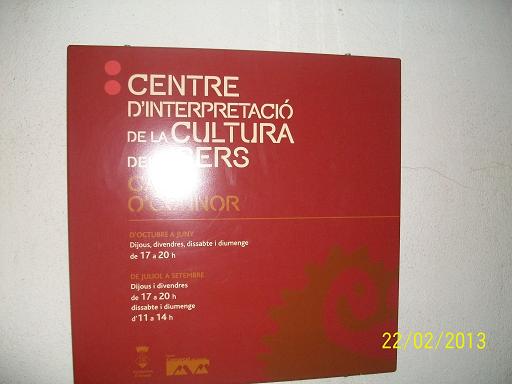 CENTRE
D'INTERPRETACIÓ
DE LA CULTURA
O'CONNOR
D'OCTUBRE A JUNY
Dijous, divendres, dissabte i diumenge
de 17 a 20 h
DE JULIOL A SETEMBRE
Dijous i divendres
de 17 a 20 h
dissabte i diumenge
d'11 a 14 h
22/02/2013